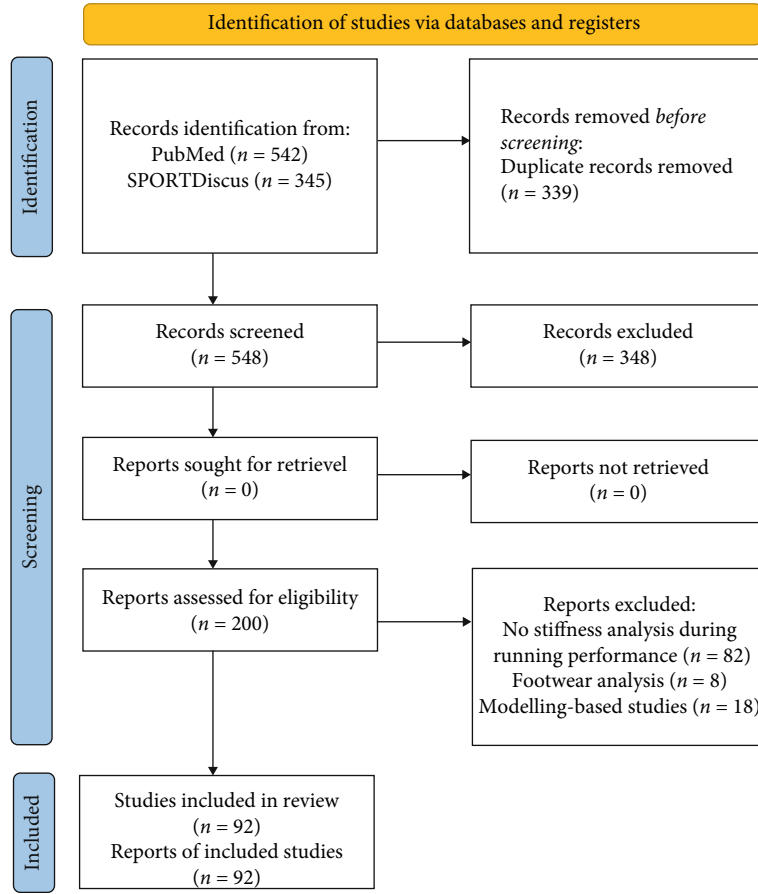 Identification of studies via databases and registers
Identification
Records identification from:
PubMed (n = 542)
SPORTDiscus (n = 345)
Records removed before
screening:
Duplicate records removed
(n = 339)
Screening
Records screened
(n = 548)
Records excluded
(n = 348)
Reports sought for retrievel
(n = 0)
Reports not retrieved
(n = 0)
Reports assessed for eligibility
(n = 200)
Reports excluded:
No stiffness analysis during
running performance (n = 82)
Footwear analysis (n = 8)
Modelling-based studies (n = 18)
Included
Studies included in review
(n = 92)
Reports of included studies
(n = 92)